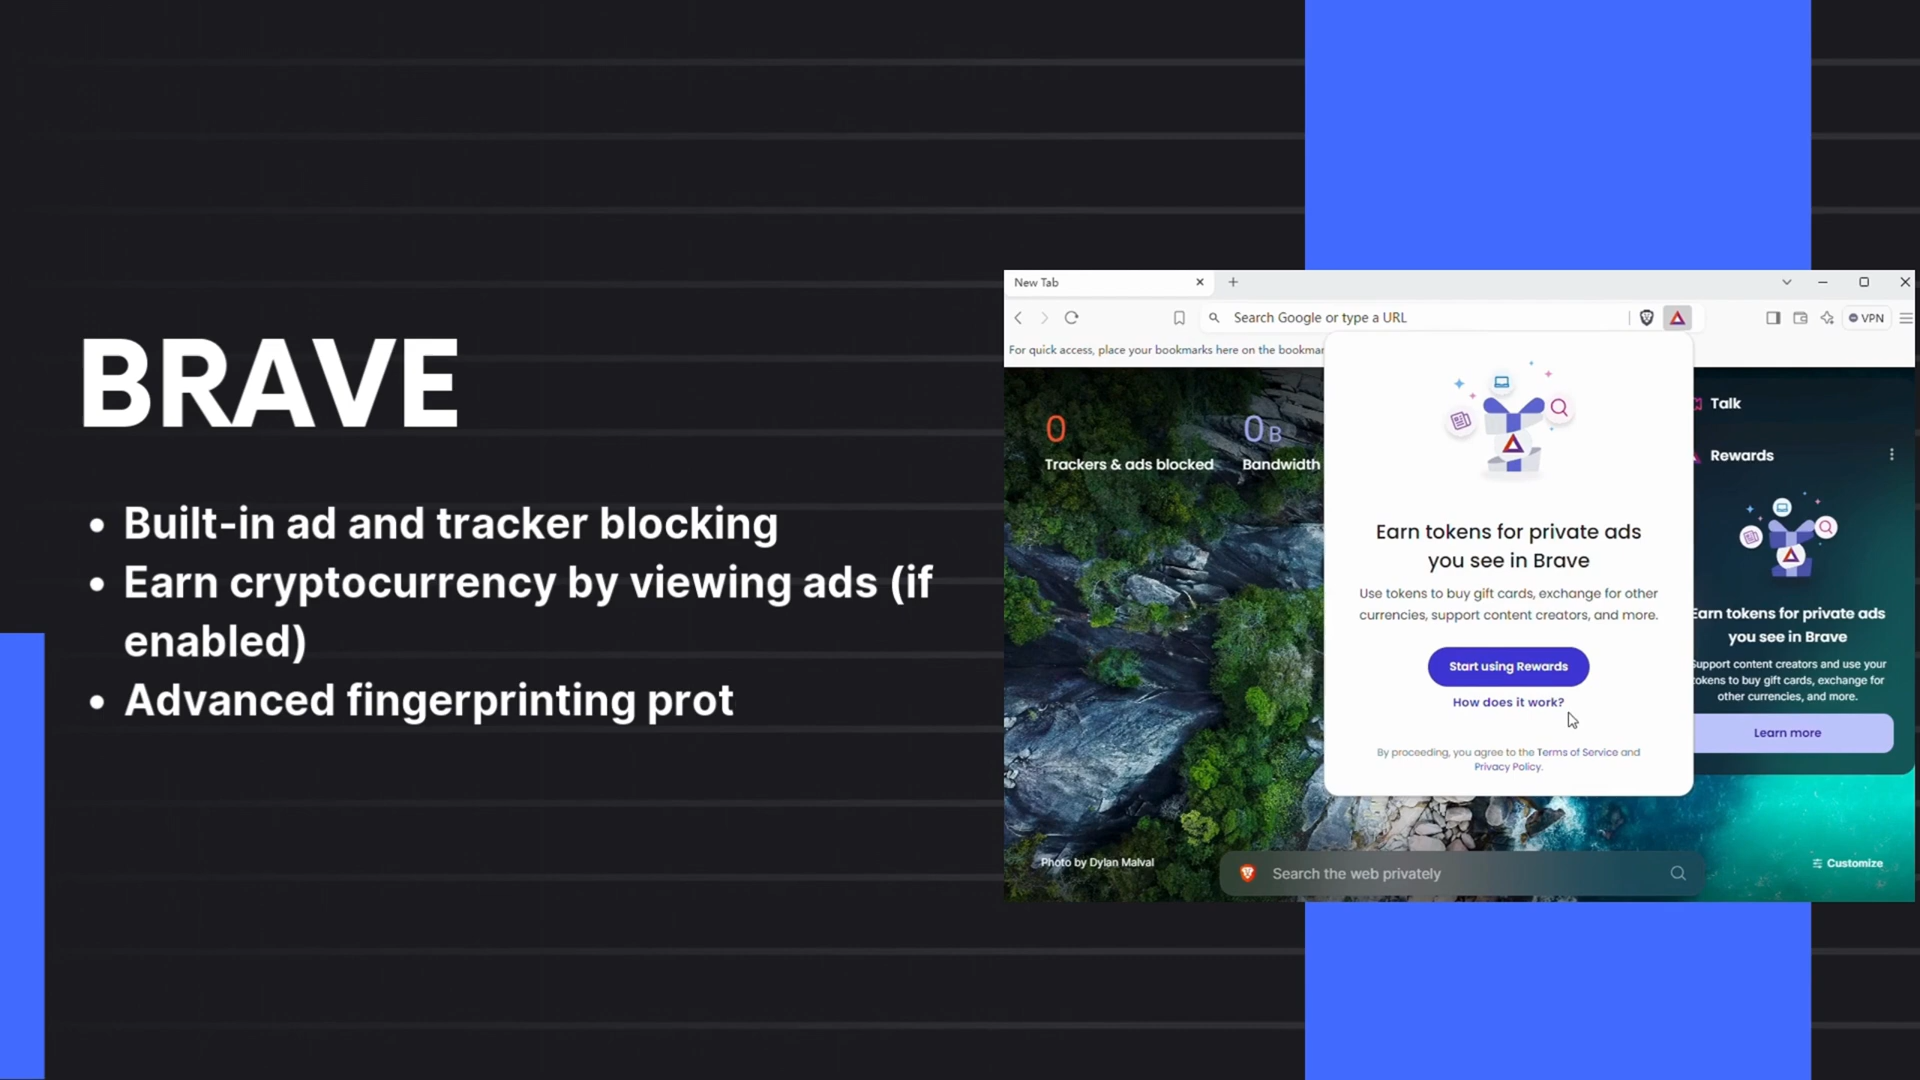 BRAVE
• Built-in ad and tracker blocking
• Earn cryptocurrency by viewing ads (if
enabled)
• Advanced fingerprinting prot
New Tab
Search Google or type a URL
VPN
For quick access, place your bookmarks here on the bookmar
0
Trackers & ads blocked
0 B
Bandwidth
Earn tokens for private ads
you see in Brave
Use tokens to buy gift cards, exchange for other
currencies, support content creators, and more.
Start using Rewards
How does it work?
By proceeding, you agree to the Terms of Service and
Privacy Policy.
Talk
Rewards
Earn tokens for private ads
you see in Brave
Support content creators and use your
tokens to buy gift cards, exchange for
other currencies, and more.
Learn more
Photo by Dylan Malval
Search the web privately
Customize